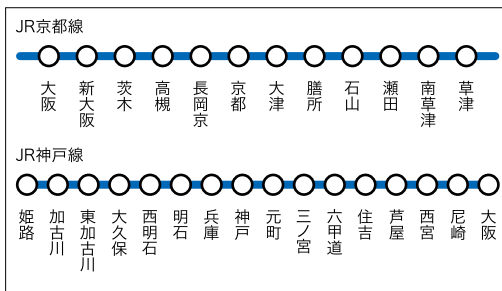 JR京都線
大阪
新大阪
茨木
高槻
長岡京
京都
大津
膳所
石山
瀬田
南草津
草津
JR神戸線
姫路
加古川
東加古川
大久保
西明石
明石
兵庫
神戸
元町
三ノ宮
六甲道
住吉
芦屋
西宮
尼崎
大阪